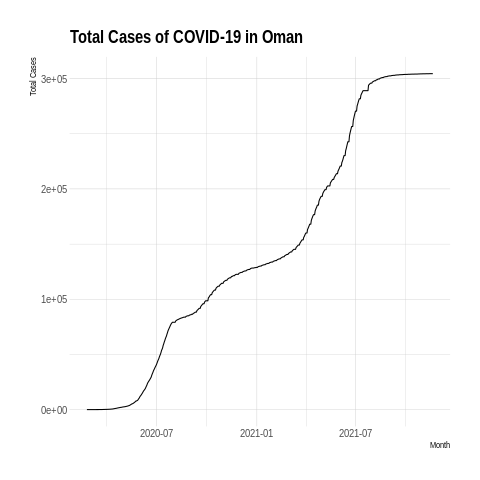 Total Cases of COVID-19 in Oman
Total Cases
3e+05
2e+05
1e+05
0e+00
2020-07 2021-01 2021-07
Month